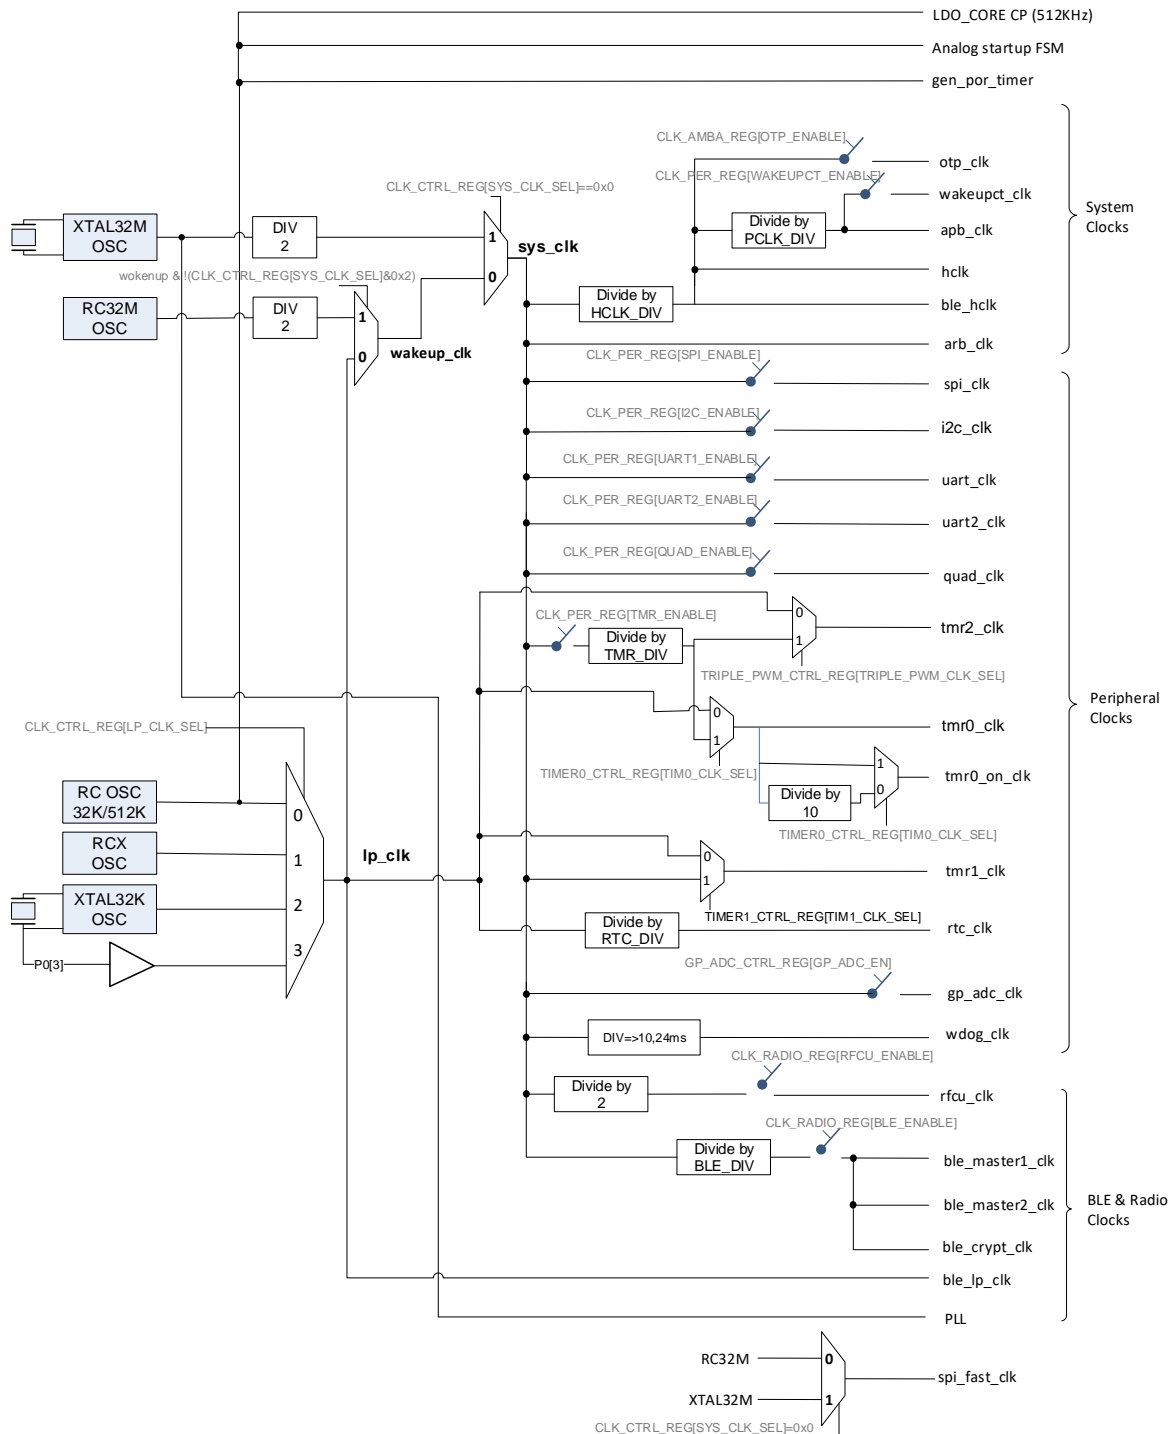 LDO_CORE CP (512KHz)
Analog startup FSM
gen_por_timer
CLK_AMBA_REG[OTP_ENABLE]
otp_clk
CLK_PER_REG[WAKEUPCT_ENABLE]
wakeupct_clk
CLK_CTRL_REG[SYS_CLK_SEL]==0x0
System
Clocks
XTAL32M
OSC
DIV
2
1
sys_clk
Divide by
PCLK_DIV
apb_clk
wokenup & !(CLK_CTRL_REG[SYS_CLK_SEL]&0x2)
0
hclk
RC32M
OSC
DIV
2
1
Divide by
HCLK_DIV
ble_hclk
0
wakeup_clk
arb_clk
CLK_PER_REG[SPI_ENABLE]
spi_clk
CLK_PER_REG[I2C_ENABLE]
i2c_clk
CLK_PER_REG[UART1_ENABLE]
uart_clk
CLK_PER_REG[UART2_ENABLE]
uart2_clk
CLK_PER_REG[QUAD_ENABLE]
quad_clk
CLK_PER_REG[TMR_ENABLE]
0
Divide by
TMR_DIV
1
tmr2_clk
TRIPLE_PWM_CTRL_REG[TRIPLE_PWM_CLK_SEL]
Peripheral
Clocks
CLK_CTRL_REG[LP_CLK_SEL]
0
1
tmr0_clk
TIMER0_CTRL_REG[TIM0_CLK_SEL]
1
0
tmr0_on_clk
Divide by
10
TIMER0_CTRL_REG[TIM0_CLK_SEL]
RC OSC
32K/512K
0
RCX
OSC
1
lp_clk
0
1
tmr1_clk
XTAL32K
OSC
2
TIMER1_CTRL_REG[TIM1_CLK_SEL]
Divide by
RTC_DIV
rtc_clk
P0[3]
3
GP_ADC_CTRL_REG[GP_ADC_EN]
gp_adc_clk
DIV=>10,24ms
wdog_clk
CLK_RADIO_REG[RFCU_ENABLE]
Divide by
2
rfcu_clk
CLK_RADIO_REG[BLE_ENABLE]
Divide by
BLE_DIV
ble_master1_clk
ble_master2_clk
BLE & Radio
Clocks
ble_crypt_clk
ble_lp_clk
PLL
RC32M
0
spi_fast_clk
XTAL32M
1
CLK_CTRL_REG[SYS_CLK_SEL]=0x0